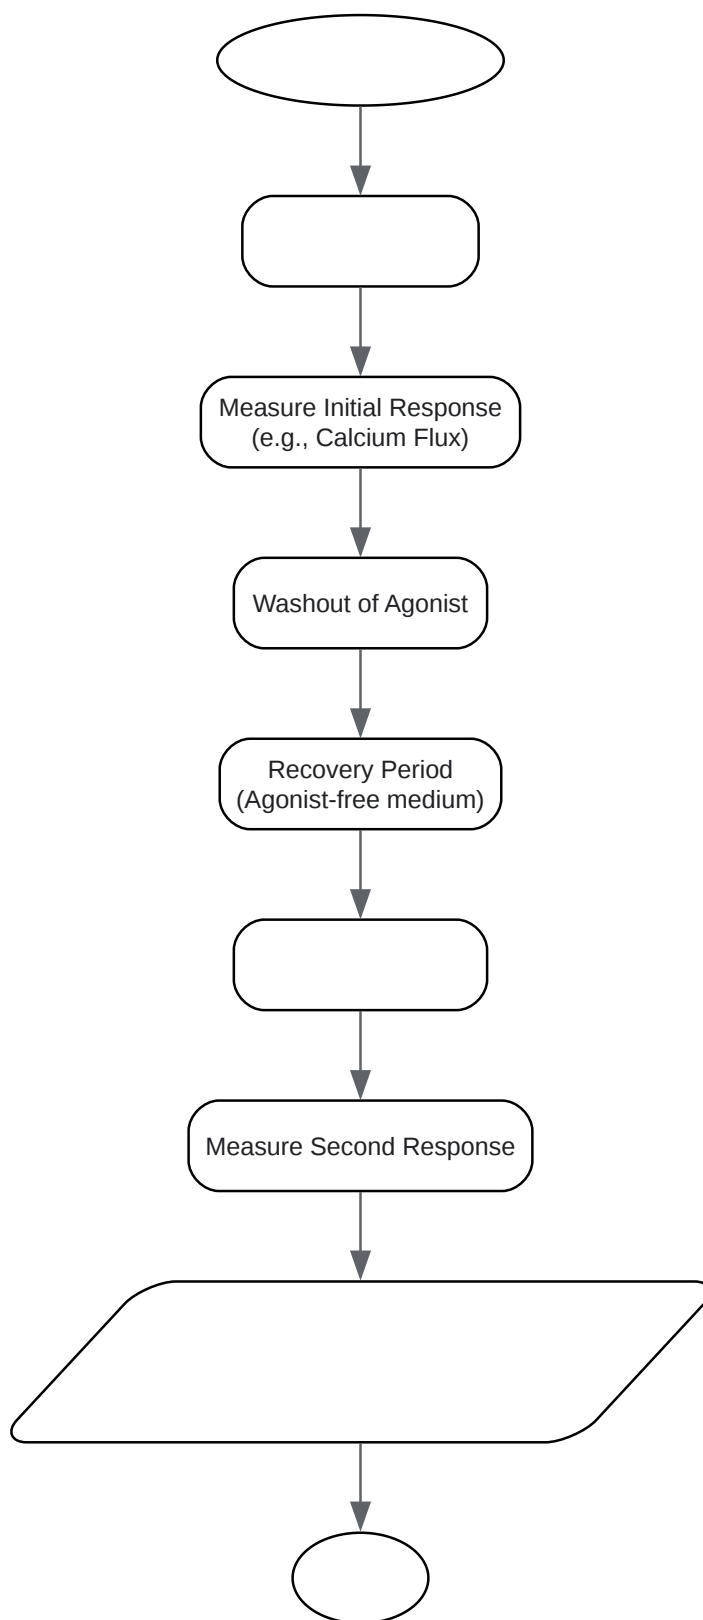 Measure Initial Response
(e.g., Calcium Flux)
Washout of Agonist
Recovery Period
(Agonist-free medium)
Measure Second Response